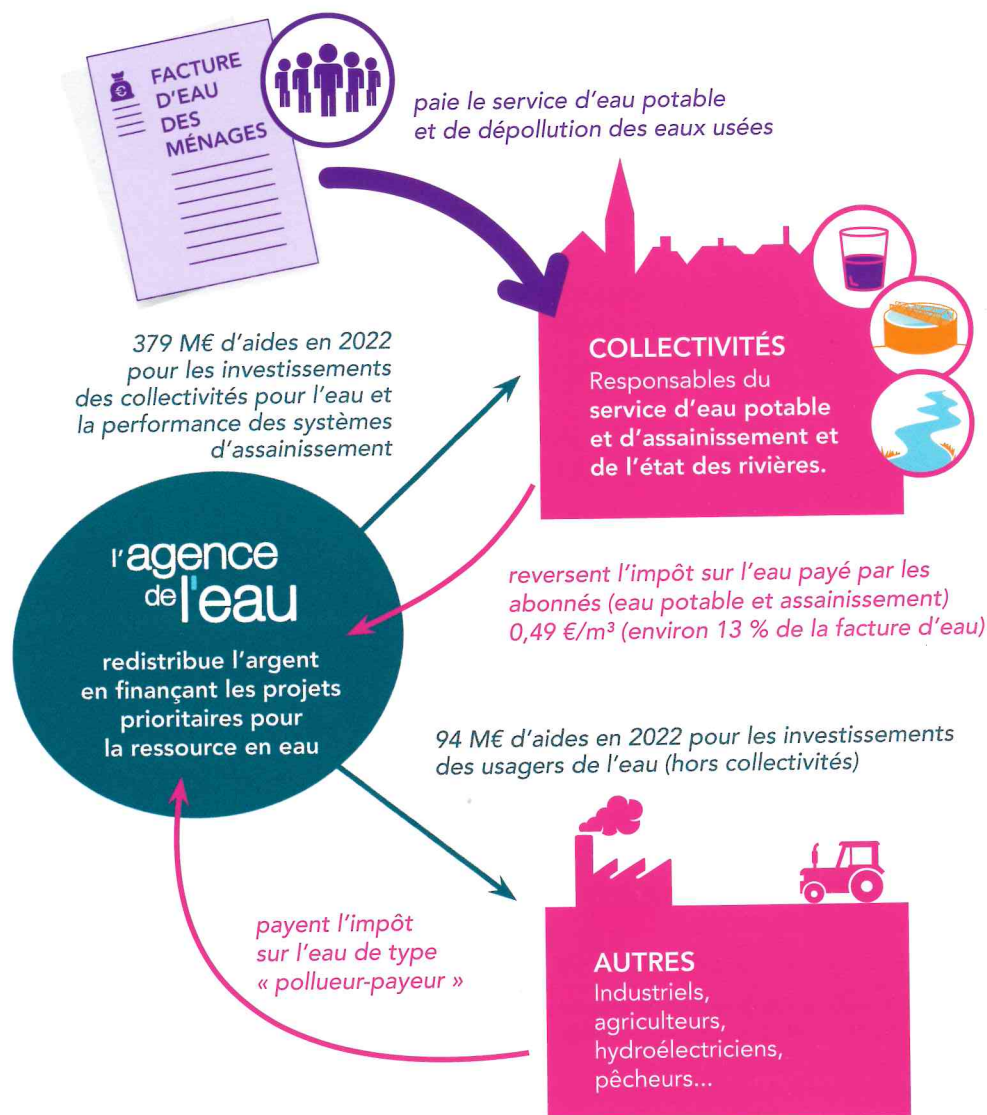 FACTURE
D'EAU
DES
MÉNAGES
€
paie le service d'eau potable
et de dépollution des eaux usées
379 M€ d'aides en 2022
pour les investissements
des collectivités pour l'eau et
la performance des systèmes
d'assainissement
COLLECTIVITÉS
Responsables du
service d'eau potable
et d'assainissement et
de l'état des rivières.
l'agence
de l'eau
redistribue l'argent
en finançant les projets
prioritaires pour
la ressource en eau
reversent l'impôt sur l'eau payé par les
abonnés (eau potable et assainissement)
0,49 €/m³ (environ 13 % de la facture d'eau)
94 M€ d'aides en 2022 pour les investissements
des usagers de l'eau (hors collectivités)
payent l'impôt
sur l'eau de type
« pollueur-payeur »
AUTRES
Industriels,
agriculteurs,
hydroélectriciens,
pêcheurs...